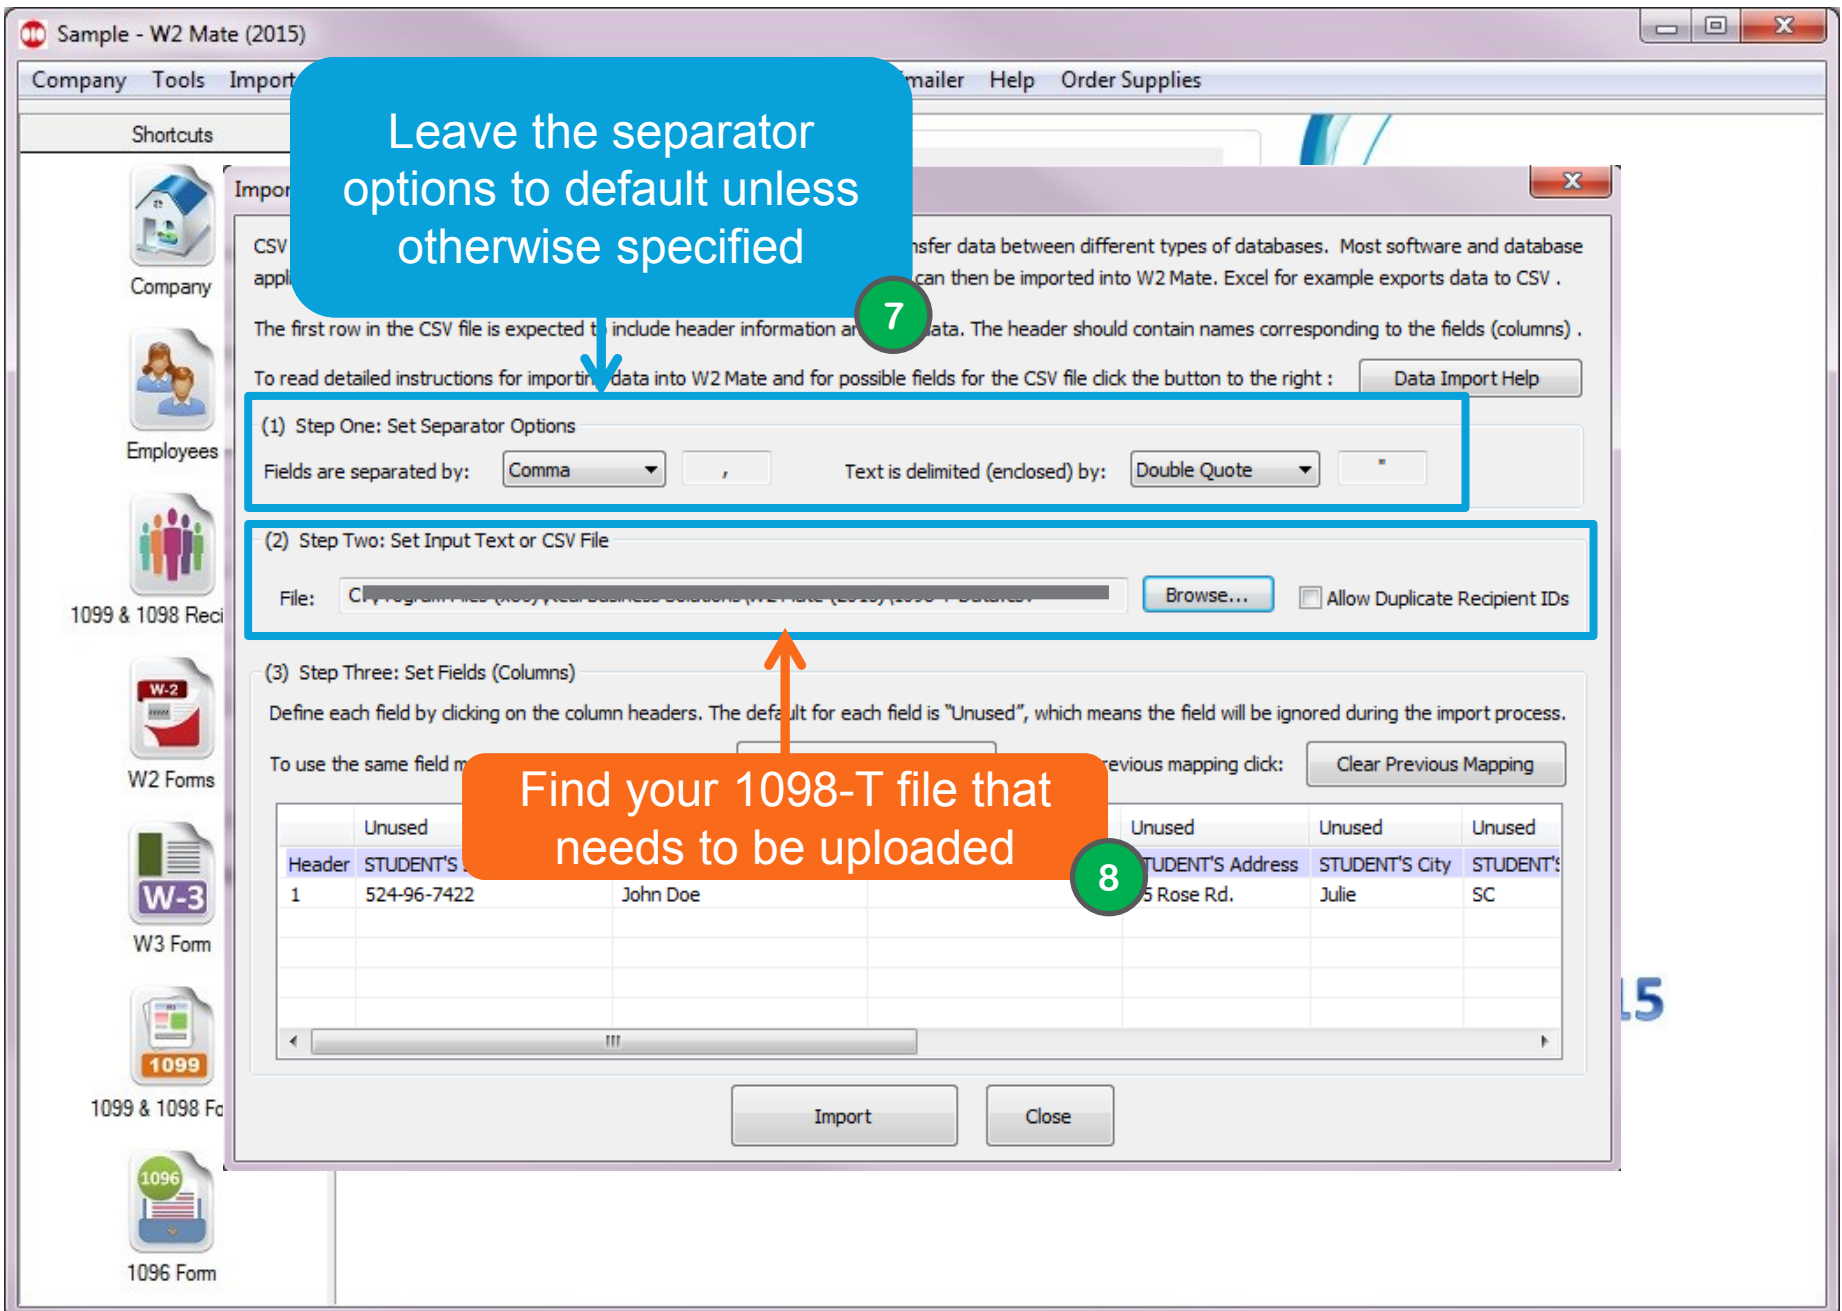 Sample - W2 Mate (2015)
Company Tools Import mailer Help Order Supplies
Leave the separator
options to default unless
otherwise specified
7
Shortcuts
Company
Employees
1099 & 1098 Reci
W-2
W2 Forms
W-3
W3 Form
1099
1099 & 1098 Fo
1096
1096 Form
15
Impor
CSV nsfer data between different types of databases. Most software and database
appli can then be imported into W2 Mate. Excel for example exports data to CSV .
The first row in the CSV file is expected to include header information an ata. The header should contain names corresponding to the fields (columns) .
To read detailed instructions for importing data into W2 Mate and for possible fields for the CSV file click the button to the right : Data Import Help
(1) Step One: Set Separator Options
Fields are separated by: Comma , Text is delimited (enclosed) by: Double Quote "
(2) Step Two: Set Input Text or CSV File
File: Browse... Allow Duplicate Recipient IDs
(3) Step Three: Set Fields (Columns)
Define each field by clicking on the column headers. The default for each field is "Unused", which means the field will be ignored during the import process.
To use the same field m evious mapping click: Clear Previous Mapping
Find your 1098-T file that
needs to be uploaded
8
Unused Unused Unused Unused
Header STUDENT'S TUDENT'S Address STUDENT'S City STUDENT'S
1 524-96-7422 John Doe 5 Rose Rd. Julie SC
Import Close